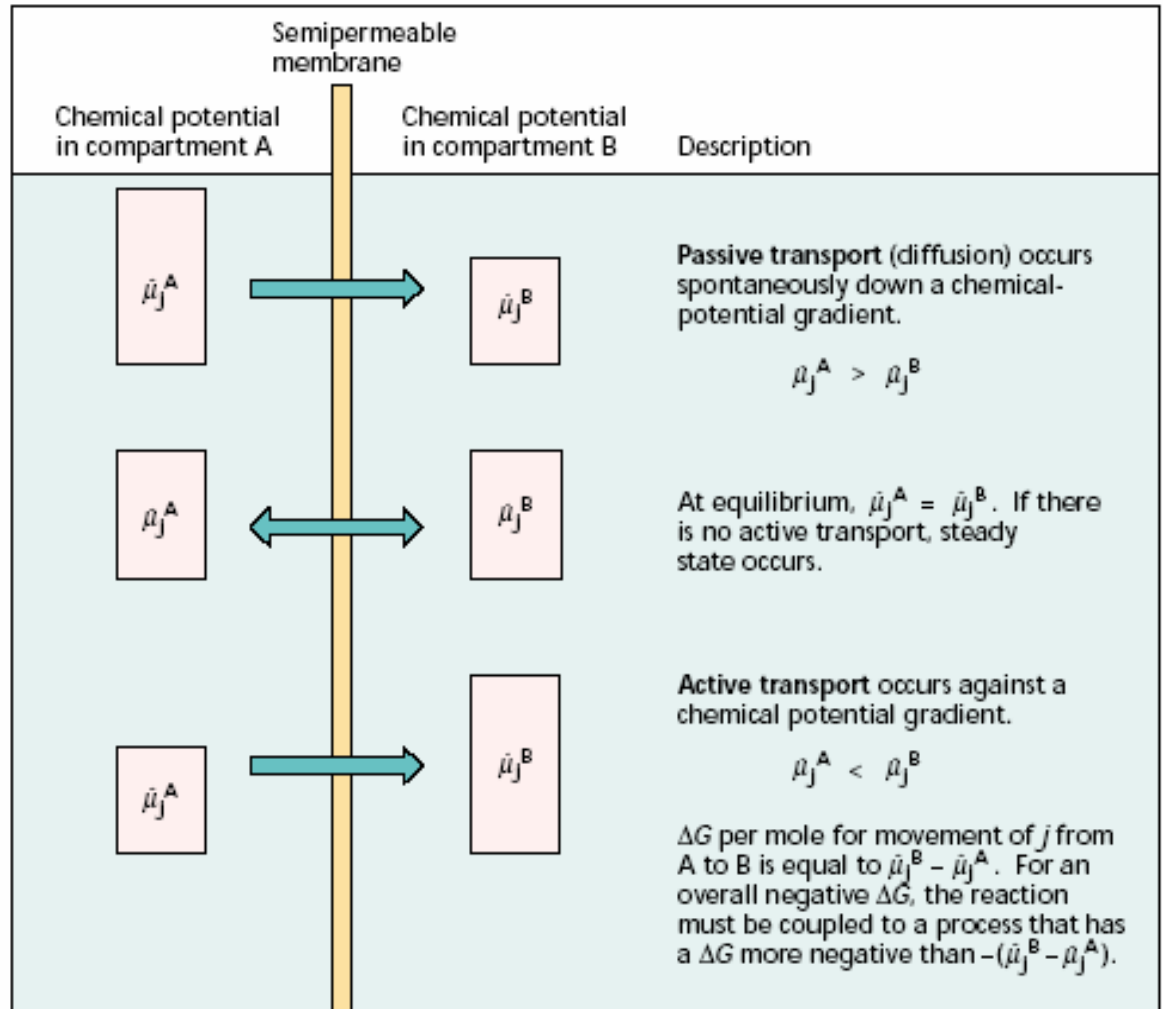 Semipermeable
membrane
Chemical potential
in compartment A
Chemical potential
in compartment B
Description
μ̃ⱼᴬ
μ̃ⱼᴮ
Passive transport (diffusion) occurs
spontaneously down a chemical-
potential gradient.
μ̃ⱼᴬ > μ̃ⱼᴮ
μ̃ⱼᴬ
μ̃ⱼᴮ
At equilibrium, μ̃ⱼᴬ = μ̃ⱼᴮ. If there
is no active transport, steady
state occurs.
μ̃ⱼᴬ
μ̃ⱼᴮ
Active transport occurs against a
chemical potential gradient.
μ̃ⱼᴬ < μ̃ⱼᴮ
ΔG per mole for movement of j from
A to B is equal to μ̃ⱼᴮ – μ̃ⱼᴬ. For an
overall negative ΔG, the reaction
must be coupled to a process that has
a ΔG more negative than –(μ̃ⱼᴮ – μ̃ⱼᴬ).